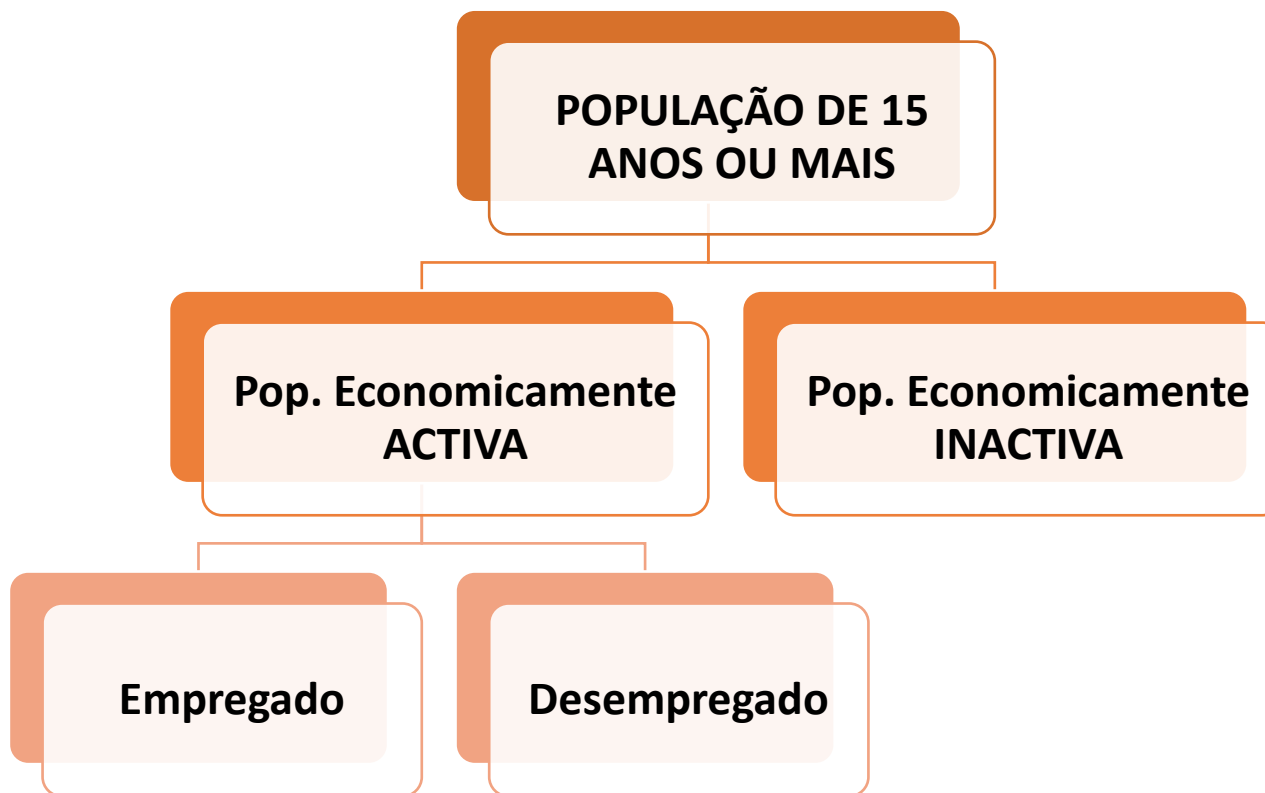 POPULAÇÃO DE 15
ANOS OU MAIS
Pop. Economicamente
ACTIVA
Pop. Economicamente
INACTIVA
Empregado
Desempregado